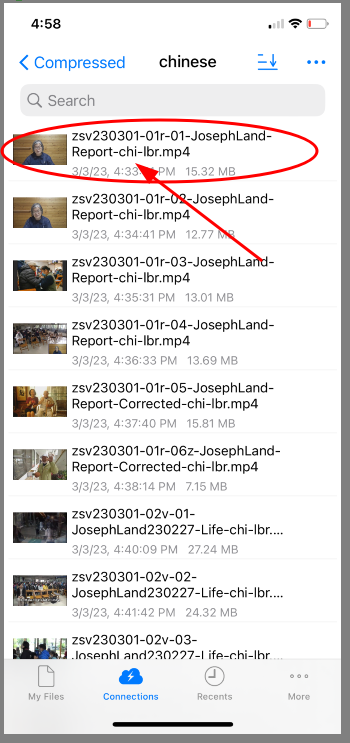 4:58
Compressed
chinese
Search
zsv230301-01r-01-JosephLand-
Report-chi-lbr.mp4
3/3/23, 4:33 15.32 MB
zsv230301-01r-02-JosephLand-
Report-chi-lbr.mp4
3/3/23, 4:34:41 PM 12.77 MB
zsv230301-01r-03-JosephLand-
Report-chi-lbr.mp4
3/3/23, 4:35:31 PM 13.01 MB
zsv230301-01r-04-JosephLand-
Report-chi-lbr.mp4
3/3/23, 4:36:33 PM 13.69 MB
zsv230301-01r-05-JosephLand-
Report-Corrected-chi-lbr.mp4
3/3/23, 4:37:40 PM 15.81 MB
zsv230301-01r-06z-JosephLand-
Report-Corrected-chi-lbr.mp4
3/3/23, 4:38:14 PM 7.15 MB
zsv230301-02v-01-
JosephLand230227-Life-chi-lbr....
3/3/23, 4:40:09 PM 27.24 MB
zsv230301-02v-02-
JosephLand230227-Life-chi-lbr....
3/3/23, 4:41:42 PM 24.32 MB
zsv230301-02v-03-
JosephLand230227-Life-chi-lbr....
My Files
Connections
Recents
More